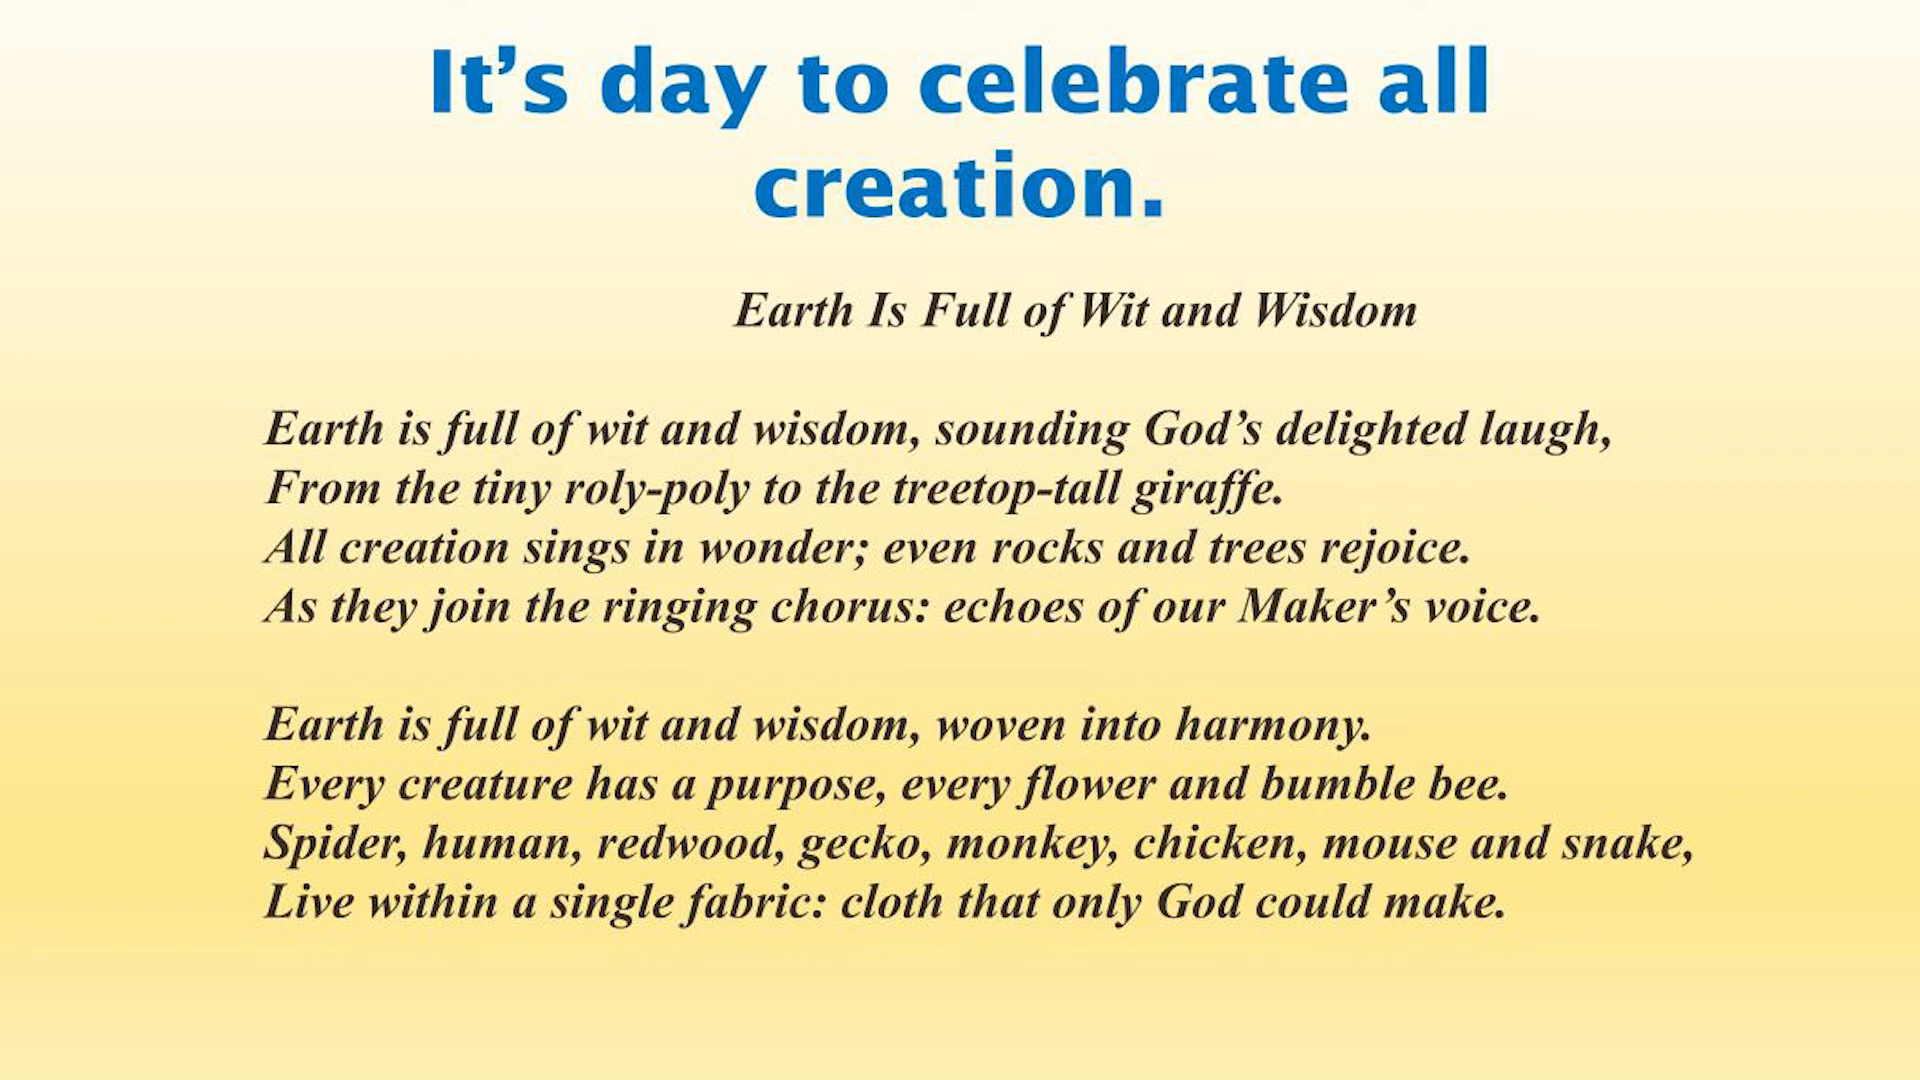 It’s day to celebrate all
creation.
Earth Is Full of Wit and Wisdom
Earth is full of wit and wisdom, sounding God’s delighted laugh,
From the tiny roly-poly to the treetop-tall giraffe.
All creation sings in wonder; even rocks and trees rejoice.
As they join the ringing chorus: echoes of our Maker’s voice.
Earth is full of wit and wisdom, woven into harmony.
Every creature has a purpose, every flower and bumble bee.
Spider, human, redwood, gecko, monkey, chicken, mouse and snake,
Live within a single fabric: cloth that only God could make.